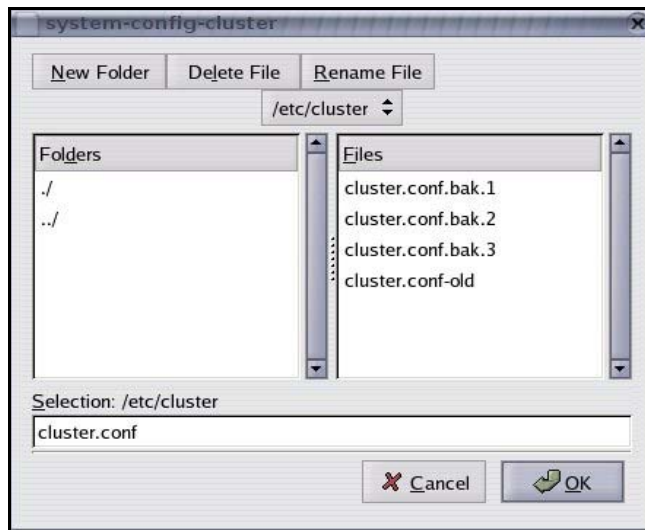 system-config-cluster
New Folder Delete File Rename File
/etc/cluster
Folders
./
../
Files
cluster.conf.bak.1
cluster.conf.bak.2
cluster.conf.bak.3
cluster.conf-old
Selection: /etc/cluster
cluster.conf
Cancel OK